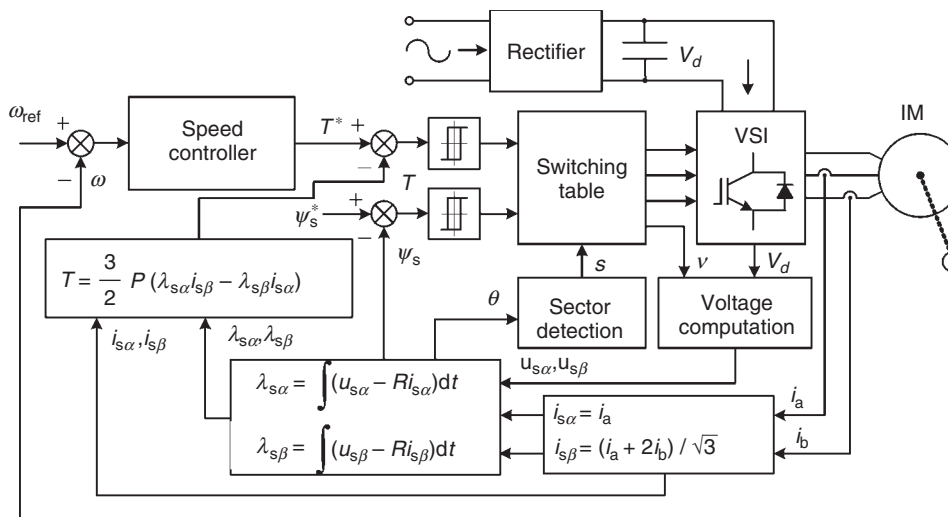 Rectifier
V_d
ω_ref
+
−
ω
Speed
controller
T* +
−
T
ψ_s* +
−
ψ_s
Switching
table
VSI
IM
T = 3/2 P (λ_sα i_sβ − λ_sβ i_sα)
s
ν
V_d
θ
Sector
detection
Voltage
computation
i_sα, i_sβ
λ_sα, λ_sβ
u_sα, u_sβ
λ_sα = ∫(u_sα − Ri_sα)dt
λ_sβ = ∫(u_sβ − Ri_sβ)dt
i_sα = i_a
i_sβ = (i_a + 2i_b) / √3
i_a
i_b